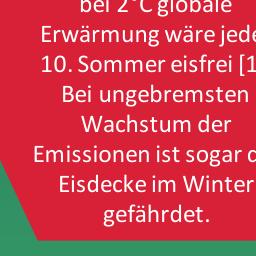 bei 2°C globale
Erwärmung wäre jede
10. Sommer eisfrei [1
Bei ungebremsten
Wachstum der
Emissionen ist sogar d
Eisdecke im Winter
gefährdet.